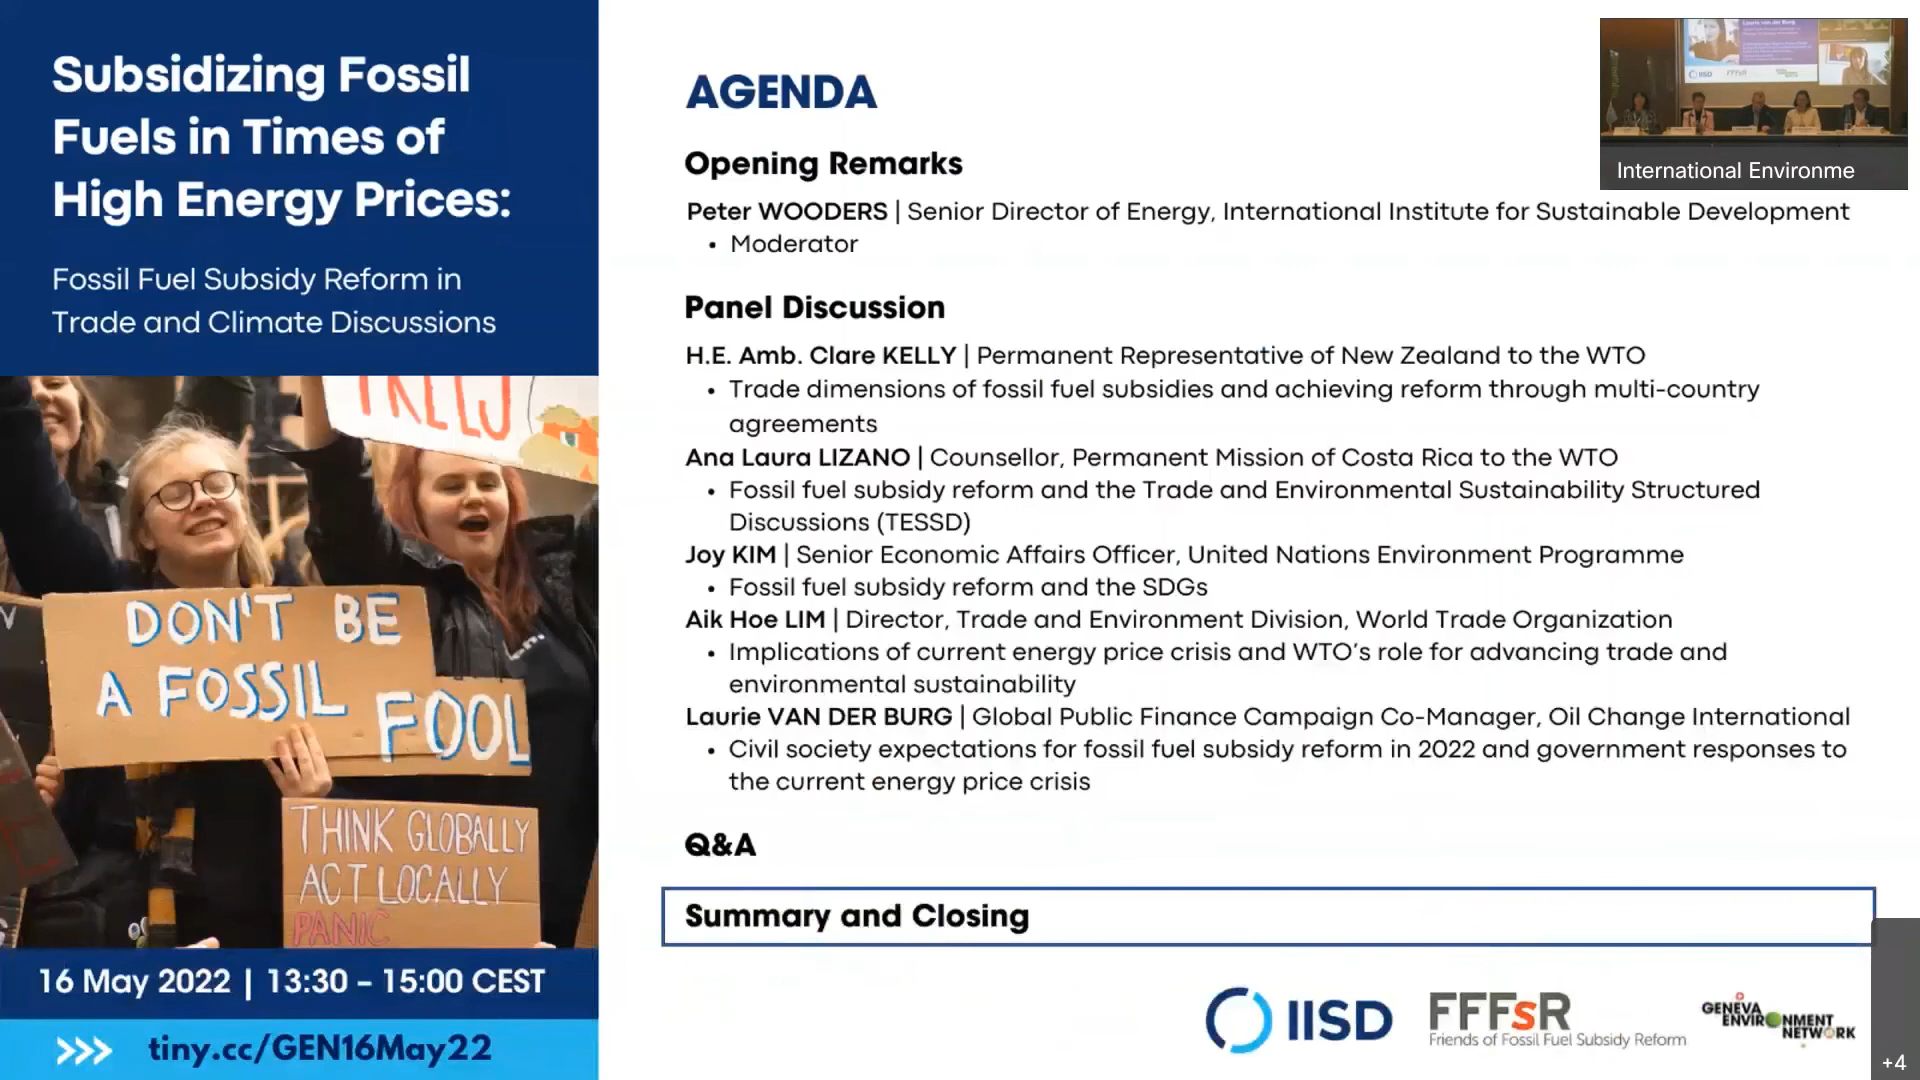 Subsidizing Fossil
Fuels in Times of
High Energy Prices:
Fossil Fuel Subsidy Reform in
Trade and Climate Discussions
DON'T BE
A FOSSIL
FOOL
THINK GLOBALLY
ACT LOCALLY
PANIC
16 May 2022 | 13:30 – 15:00 CEST
>>> tiny.cc/GEN16May22
AGENDA
Opening Remarks
Peter WOODERS | Senior Director of Energy, International Institute for Sustainable Development
• Moderator
Panel Discussion
H.E. Amb. Clare KELLY | Permanent Representative of New Zealand to the WTO
• Trade dimensions of fossil fuel subsidies and achieving reform through multi-country
agreements
Ana Laura LIZANO | Counsellor, Permanent Mission of Costa Rica to the WTO
• Fossil fuel subsidy reform and the Trade and Environmental Sustainability Structured
Discussions (TESSD)
Joy KIM | Senior Economic Affairs Officer, United Nations Environment Programme
• Fossil fuel subsidy reform and the SDGs
Aik Hoe LIM | Director, Trade and Environment Division, World Trade Organization
• Implications of current energy price crisis and WTO's role for advancing trade and
environmental sustainability
Laurie VAN DER BURG | Global Public Finance Campaign Co-Manager, Oil Change International
• Civil society expectations for fossil fuel subsidy reform in 2022 and government responses to
the current energy price crisis
Q&A
Summary and Closing
IISD
FFFsR
Friends of Fossil Fuel Subsidy Reform
GENEVA
ENVIRONMENT
NETWORK
International Environme
+4